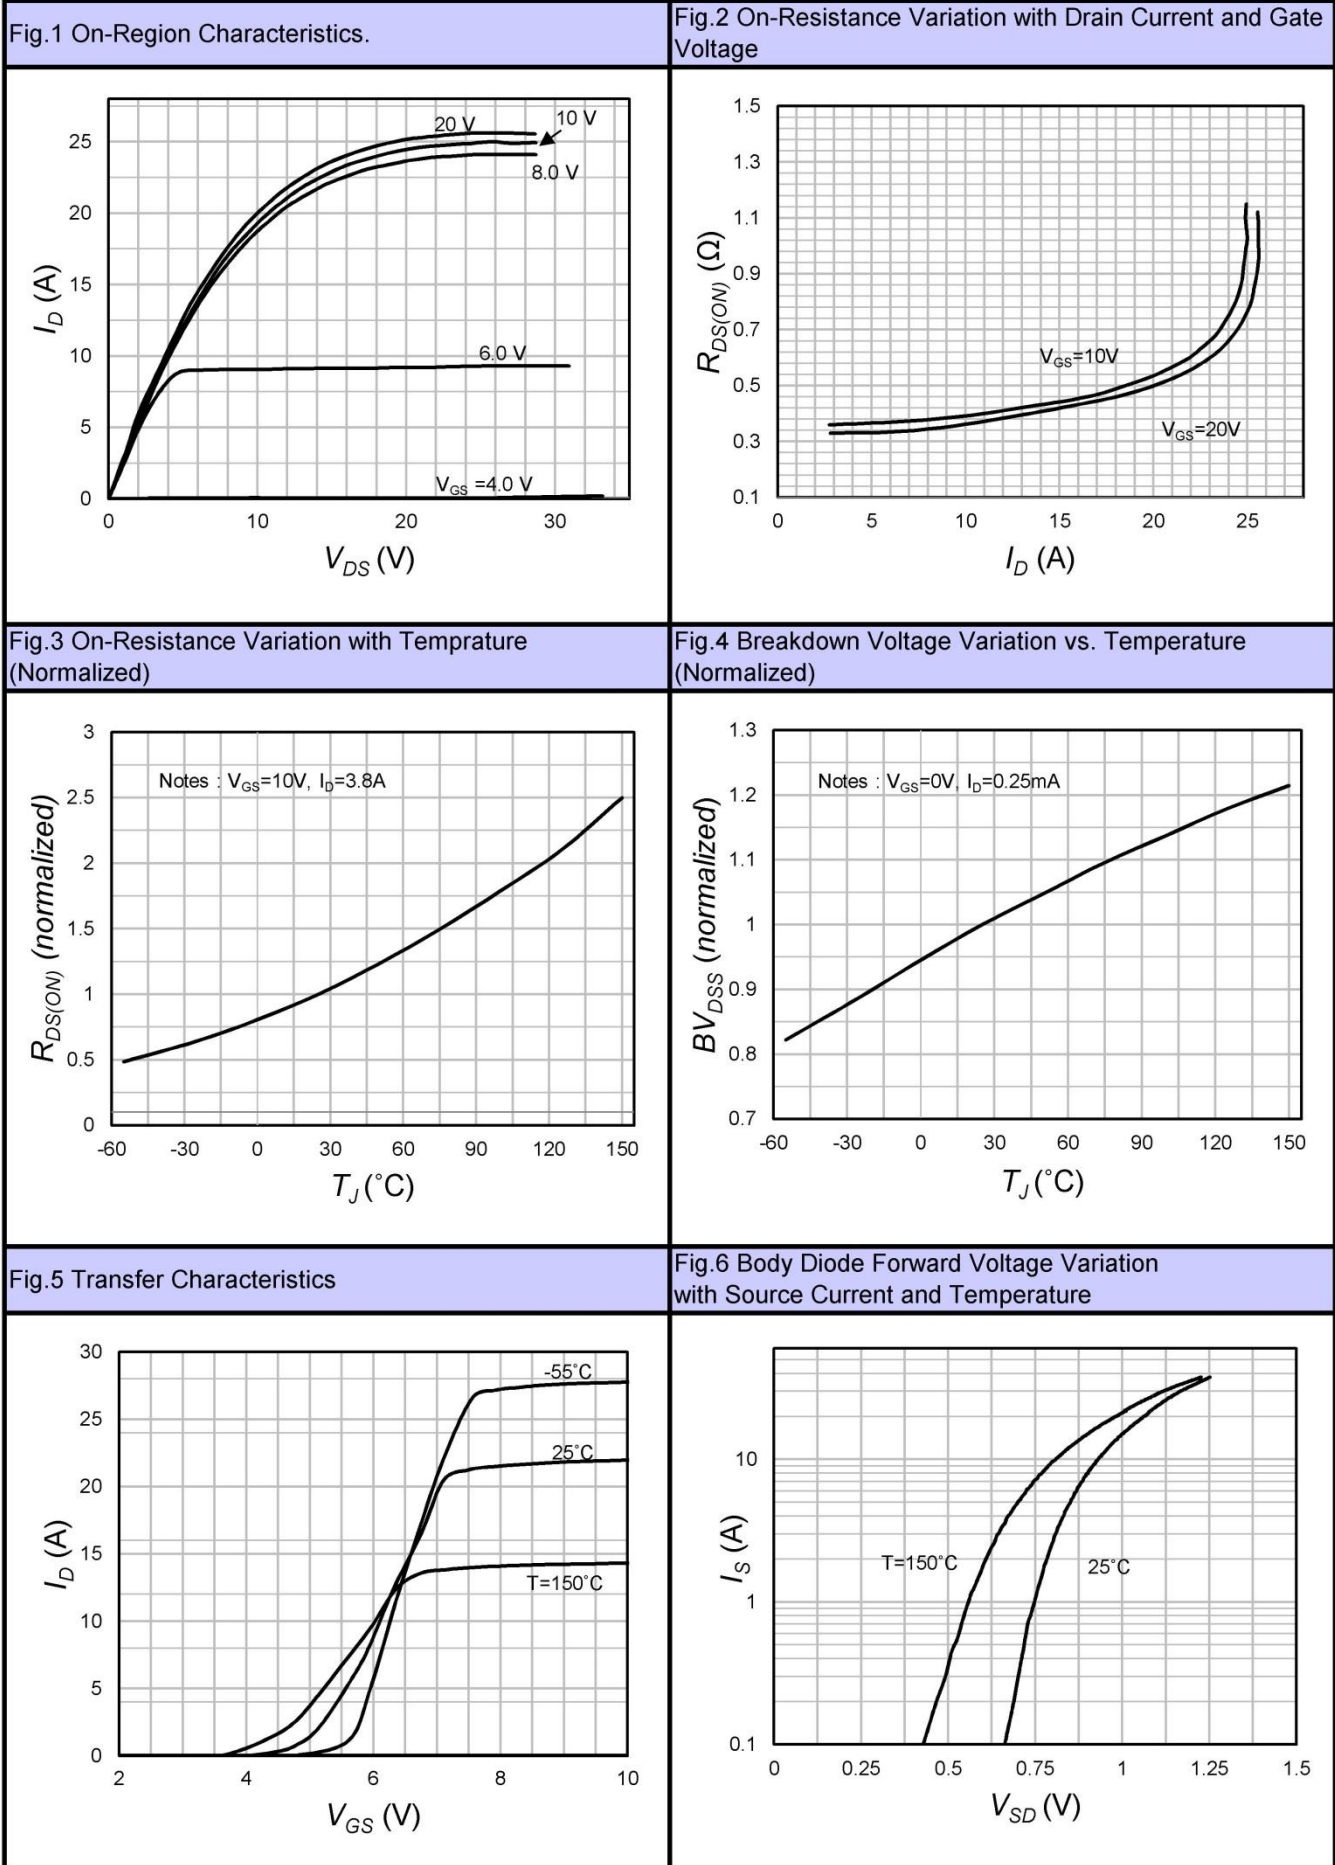 Fig.1 On-Region Characteristics.
Fig.2 On-Resistance Variation with Drain Current and Gate
Voltage
25
20
15
10
5
0
0
10
20
30
I_D (A)
V_DS (V)
20 V
10 V
8.0 V
6.0 V
V_GS =4.0 V
1.5
1.3
1.1
0.9
0.7
0.5
0.3
0.1
0
5
10
15
20
25
R_DS(ON) (Ω)
I_D (A)
V_GS=10V
V_GS=20V
Fig.3 On-Resistance Variation with Temprature
(Normalized)
Fig.4 Breakdown Voltage Variation vs. Temperature
(Normalized)
Notes : V_GS=10V, I_D=3.8A
3
2.5
2
1.5
1
0.5
0
-60
-30
0
30
60
90
120
150
R_DS(ON) (normalized)
T_J (˚C)
Notes : V_GS=0V, I_D=0.25mA
1.3
1.2
1.1
1
0.9
0.8
0.7
-60
-30
0
30
60
90
120
150
BV_DSS (normalized)
T_J (˚C)
Fig.5 Transfer Characteristics
Fig.6 Body Diode Forward Voltage Variation
with Source Current and Temperature
30
25
20
15
10
5
0
2
4
6
8
10
I_D (A)
V_GS (V)
-55˚C
25˚C
T=150˚C
10
1
0.1
0
0.25
0.5
0.75
1
1.25
1.5
I_S (A)
V_SD (V)
T=150˚C
25˚C